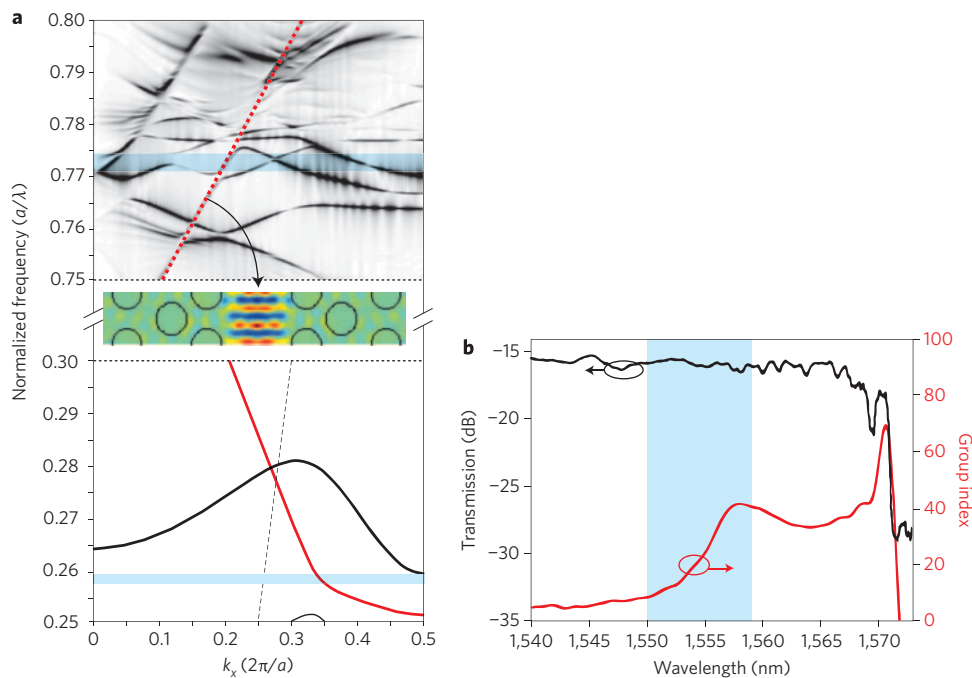 a
0.80
0.79
0.78
0.77
0.76
0.75
Normalized frequency (a/λ)
0.30
0.29
0.28
0.27
0.26
0.25
0 0.1 0.2 0.3 0.4 0.5
kₓ (2π/a)
b
−15
−20
−25
−30
−35
Transmission (dB)
100
80
60
40
20
0
Group index
1,540 1,545 1,550 1,555 1,560 1,565 1,570
Wavelength (nm)